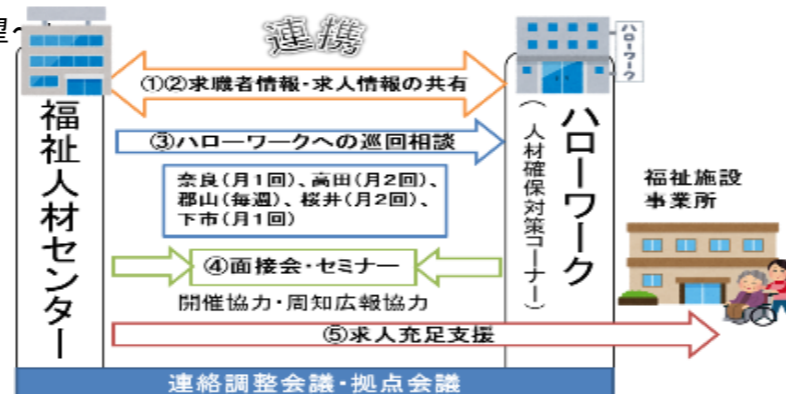 望～
連携
ハローワーク
①②求職者情報・求人情報の共有
③ハローワークへの巡回相談
奈良(月1回)、高田(月2回)、
郡山(毎週)、桜井(月2回)、
下市(月1回)
④面接会・セミナー
開催協力・周知広報協力
⑤求人充足支援
福祉人材センター
ハローワーク
(人材確保対策コーナー)
福祉施設
事業所
連絡調整会議・拠点会議